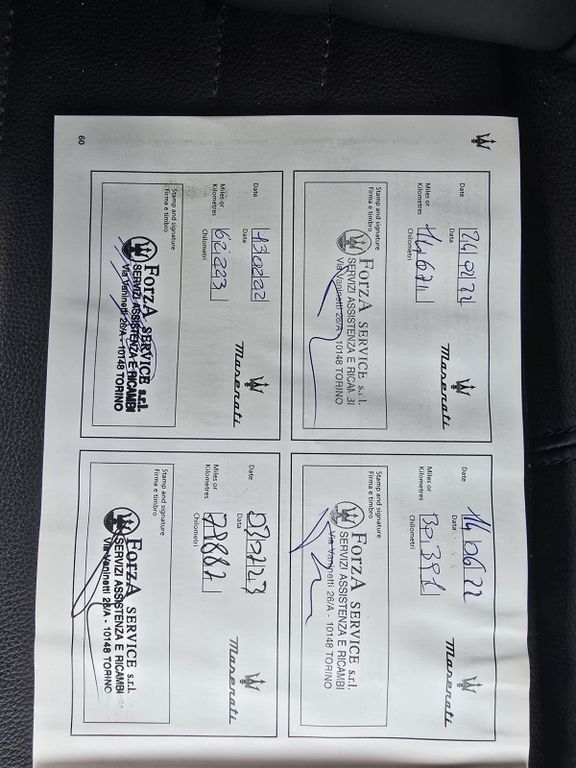 Date
Data
Miles or
Kilometres
Chilometri
Maserati
Stamp and signature
Firma e timbro
FORZA SERVICE s.r.l.
SERVIZI ASSISTENZA E RICAMBI
Via Vaninetti 26/A - 10148 TORINO
Date
14 06 22
Data
Miles or
Kilometres
Chilometri
Maserati
Stamp and signature
Firma e timbro
FORZA SERVICE s.r.l.
SERVIZI ASSISTENZA E RICAMBI
Via Vaninetti 26/A - 10148 TORINO
Date
Data
Miles or
Kilometres
Chilometri
Maserati
Stamp and signature
Firma e timbro
FORZA SERVICE s.r.l.
SERVIZI ASSISTENZA E RICAMBI
Via Vaninetti 26/A - 10148 TORINO
Date
Data
Miles or
Kilometres
Chilometri
Maserati
Stamp and signature
Firma e timbro
FORZA SERVICE s.r.l.
SERVIZI ASSISTENZA E RICAMBI
Via Vaninetti 26/A - 10148 TORINO
60